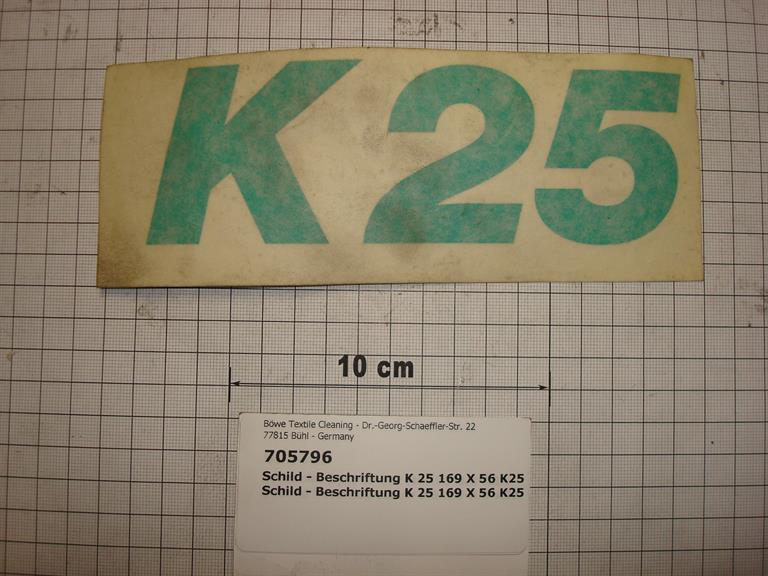 K 25
10 cm
Böwe Textile Cleaning - Dr.-Georg-Schaeffler-Str. 22
77815 Bühl - Germany
705796
Schild - Beschriftung K 25 169 X 56 K25
Schild - Beschriftung K 25 169 X 56 K25